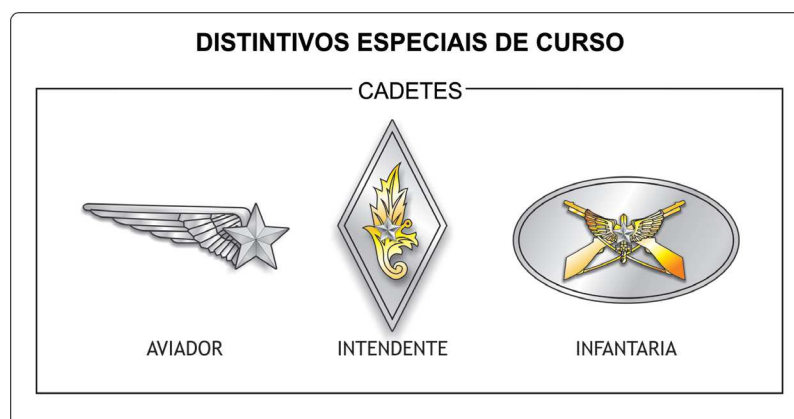 DISTINTIVOS ESPECIAIS DE CURSO
CADETES
AVIADOR
INTENDENTE
INFANTARIA